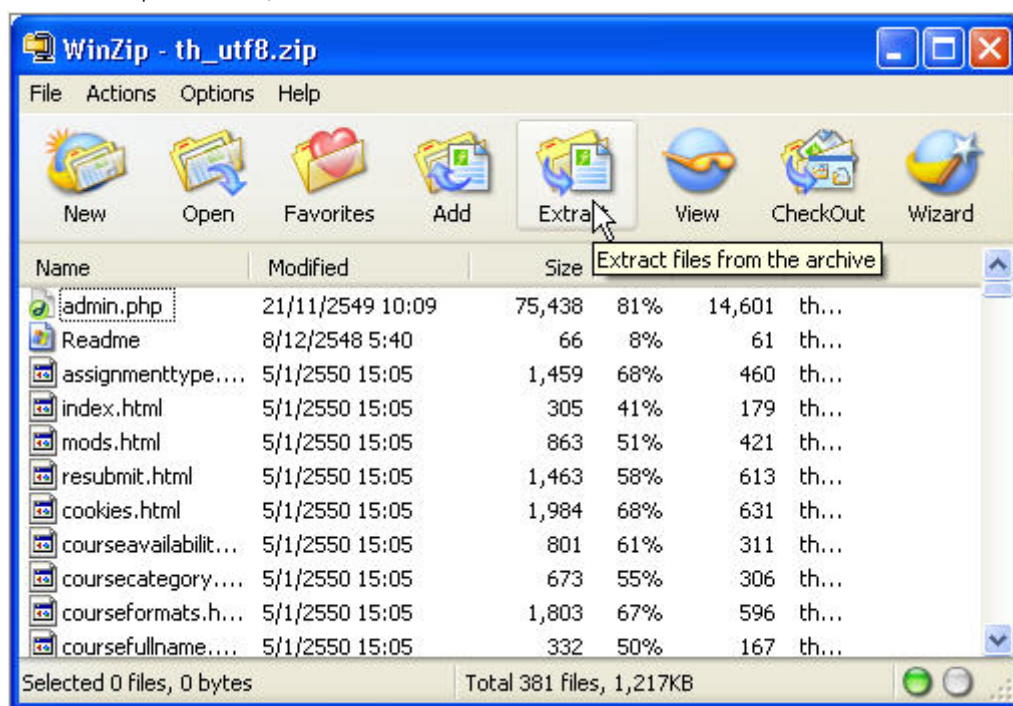 WinZip - th_utf8.zip
File Actions Options Help
New Open Favorites Add Extract View CheckOut Wizard
Extract files from the archive
Name Modified Size
admin.php 21/11/2549 10:09 75,438 81% 14,601 th...
Readme 8/12/2548 5:40 66 8% 61 th...
assignmenttype.... 5/1/2550 15:05 1,459 68% 460 th...
index.html 5/1/2550 15:05 305 41% 179 th...
mods.html 5/1/2550 15:05 863 51% 421 th...
resubmit.html 5/1/2550 15:05 1,463 58% 613 th...
cookies.html 5/1/2550 15:05 1,984 68% 631 th...
courseavailabilit... 5/1/2550 15:05 801 61% 311 th...
coursecategory.... 5/1/2550 15:05 673 55% 306 th...
courseformats.h... 5/1/2550 15:05 1,803 67% 596 th...
coursefullname.... 5/1/2550 15:05 332 50% 167 th...
Selected 0 files, 0 bytes Total 381 files, 1,217KB